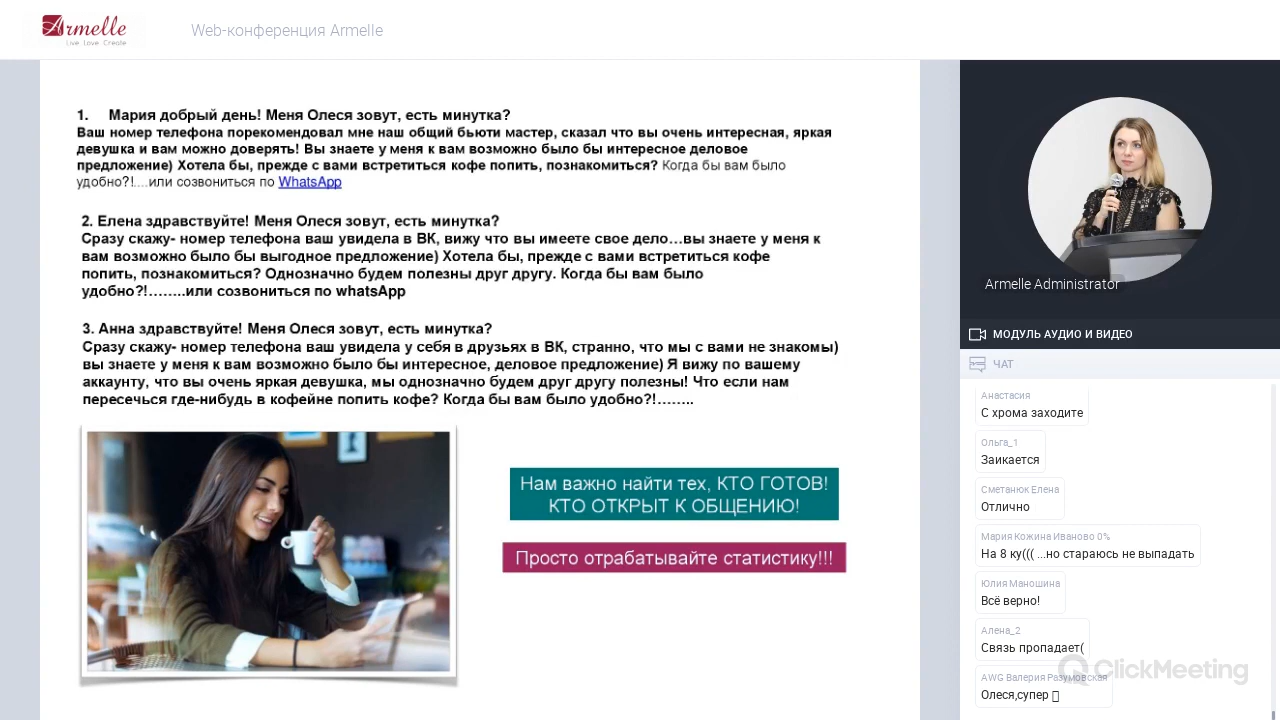 Armelle
Live. Love. Create
Web-конференция Armelle
1. Мария добрый день! Меня Олеся зовут, есть минутка?
Ваш номер телефона порекомендовал мне наш общий бьюти мастер, сказал что вы очень интересная, яркая
девушка и вам можно доверять! Вы знаете у меня к вам возможно было бы интересное деловое
предложение) Хотела бы, прежде с вами встретиться кофе попить, познакомиться? Когда бы вам было
удобно?!....или созвониться по WhatsApp
2. Елена здравствуйте! Меня Олеся зовут, есть минутка?
Сразу скажу- номер телефона ваш увидела в ВК, вижу что вы имеете свое дело…вы знаете у меня к
вам возможно было бы выгодное предложение) Хотела бы, прежде с вами встретиться кофе
попить, познакомиться? Однозначно будем полезны друг другу. Когда бы вам было
удобно?!……..или созвониться по whatsApp
3. Анна здравствуйте! Меня Олеся зовут, есть минутка?
Сразу скажу- номер телефона ваш увидела у себя в друзьях в ВК, странно, что мы с вами не знакомы)
вы знаете у меня к вам возможно было бы интересное, деловое предложение) Я вижу по вашему
аккаунту, что вы очень яркая девушка, мы однозначно будем друг другу полезны! Что если нам
пересечься где-нибудь в кофейне попить кофе? Когда бы вам было удобно?!……..
Нам важно найти тех, КТО ГОТОВ!
КТО ОТКРЫТ К ОБЩЕНИЮ!
Просто отрабатывайте статистику!!!
Armelle Administrator
МОДУЛЬ АУДИО И ВИДЕО
ЧАТ
Анастасия
С хрома заходите
Ольга_1
Заикается
Сметанюк Елена
Отлично
Мария Кожина Иваново 0%
На 8 ку((( ...но стараюсь не выпадать
Юлия Маношина
Всё верно!
Алена_2
Связь пропадает(
AWG Валерия Разумовская
Олеся,супер
ClickMeeting